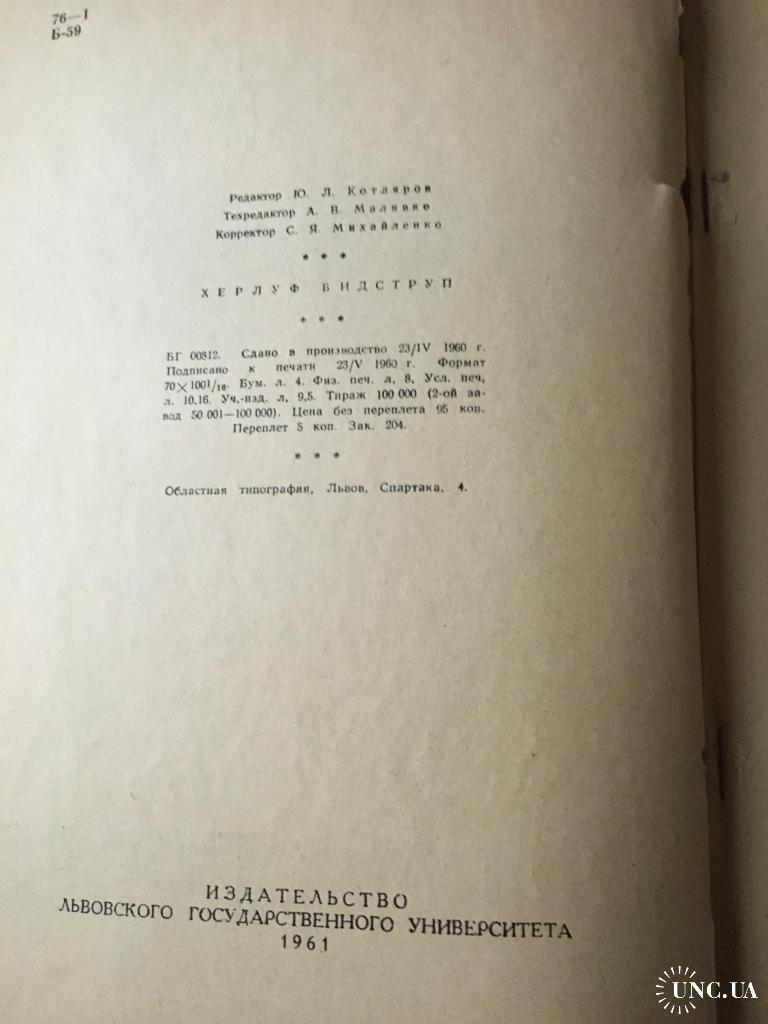 76—1
Б-59
Редактор Ю. Л. Котляров
Техредактор А. В. Малявко
Корректор С. Я. Михайленко
* * *
ХЕРЛУФ БИДСТРУП
* * *
БГ 00812. Сдано в производство 23/IV 1960 г.
Подписано к печати 23/V 1960 г. Формат
70×1001/16. Бум. л. 4. Физ. печ. л, 8, Усл. печ,
л. 10,16. Уч.-изд. л, 9,5. Тираж 100 000 (2-ой за-
вод 50 001—100 000). Цена без переплета 95 коп.
Переплет 5 коп. Зак. 204.
* * *
Областная типография, Львов, Спартака, 4.
ИЗДАТЕЛЬСТВО
ЛЬВОВСКОГО ГОСУДАРСТВЕННОГО УНИВЕРСИТЕТА
1961
UNC.UA